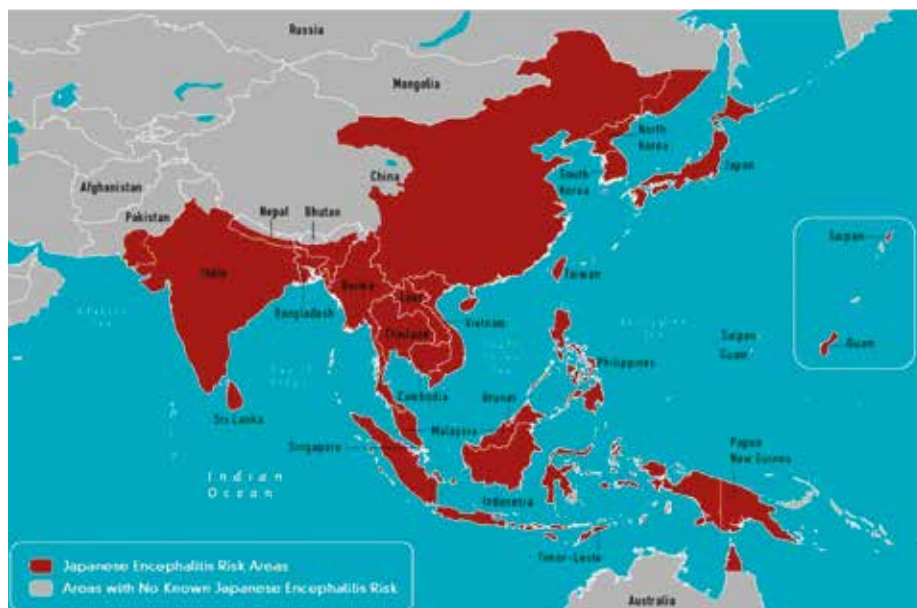 Russia
Mongolia
North
Korea
Japan
South
Korea
China
Afghanistan
Pakistan
Nepal
Bhutan
India
Burma
Bangladesh
Laos
Taiwan
Thailand
Vietnam
Cambodia
Philippines
Saipan
Guam
Saipan
Guam
Sri Lanka
Brunei
Malaysia
Singapore
Indonesia
Papua
New Guinea
Timor-Leste
Indian
Ocean
Australia
Japanese Encephalitis Risk Areas
Areas with No Known Japanese Encephalitis Risk